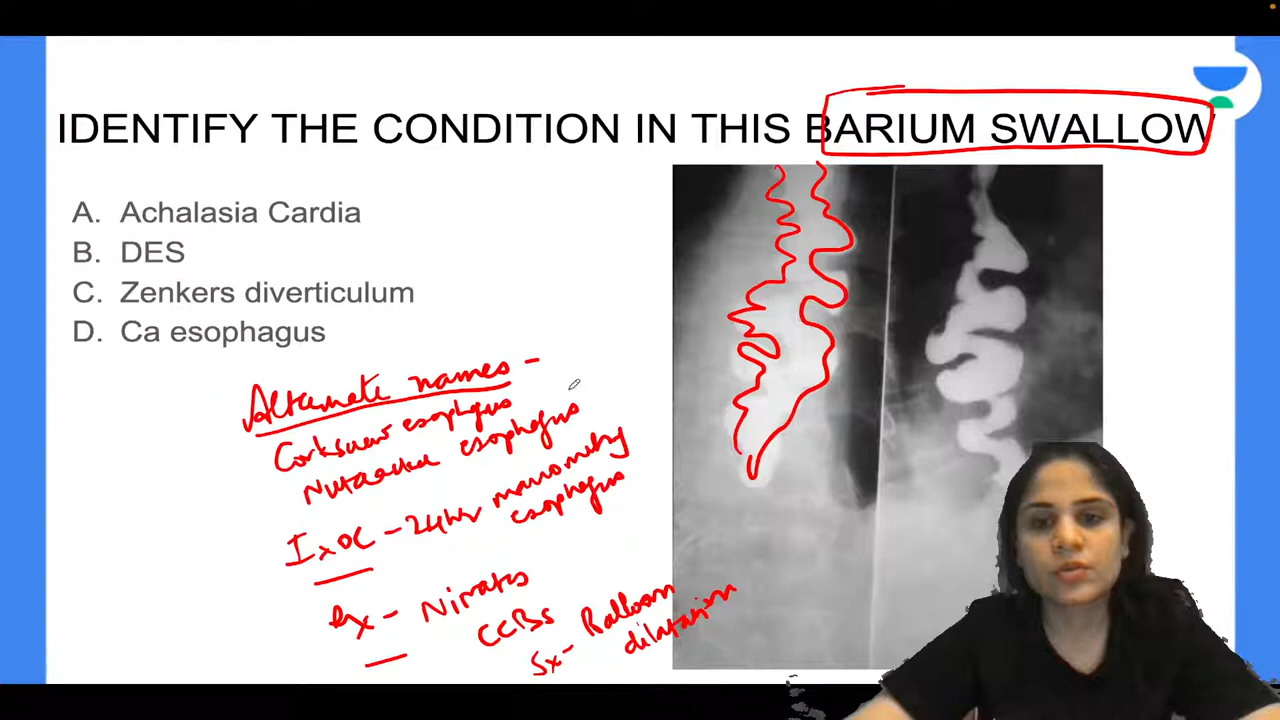 IDENTIFY THE CONDITION IN THIS BARIUM SWALLOW
A. Achalasia Cardia
B. DES
C. Zenkers diverticulum
D. Ca esophagus
Alternate names -
Corkscrew esophagus
Nutcracker esophagus
IxOC - 24hr manometry
esophagus
Rx - Nitrates
CCBs
Sx- Balloon
dilatation